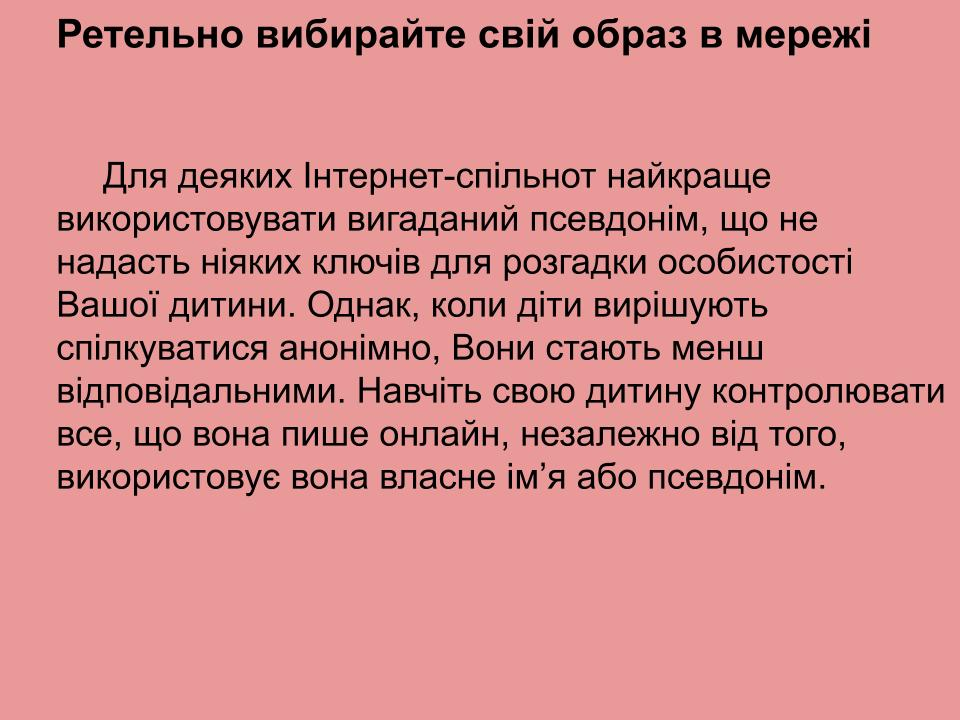 Ретельно вибирайте свій образ в мережі
Для деяких Інтернет-спільнот найкраще
використовувати вигаданий псевдонім, що не
надасть ніяких ключів для розгадки особистості
Вашої дитини. Однак, коли діти вирішують
спілкуватися анонімно, Вони стають менш
відповідальними. Навчіть свою дитину контролювати
все, що вона пише онлайн, незалежно від того,
використовує вона власне ім’я або псевдонім.